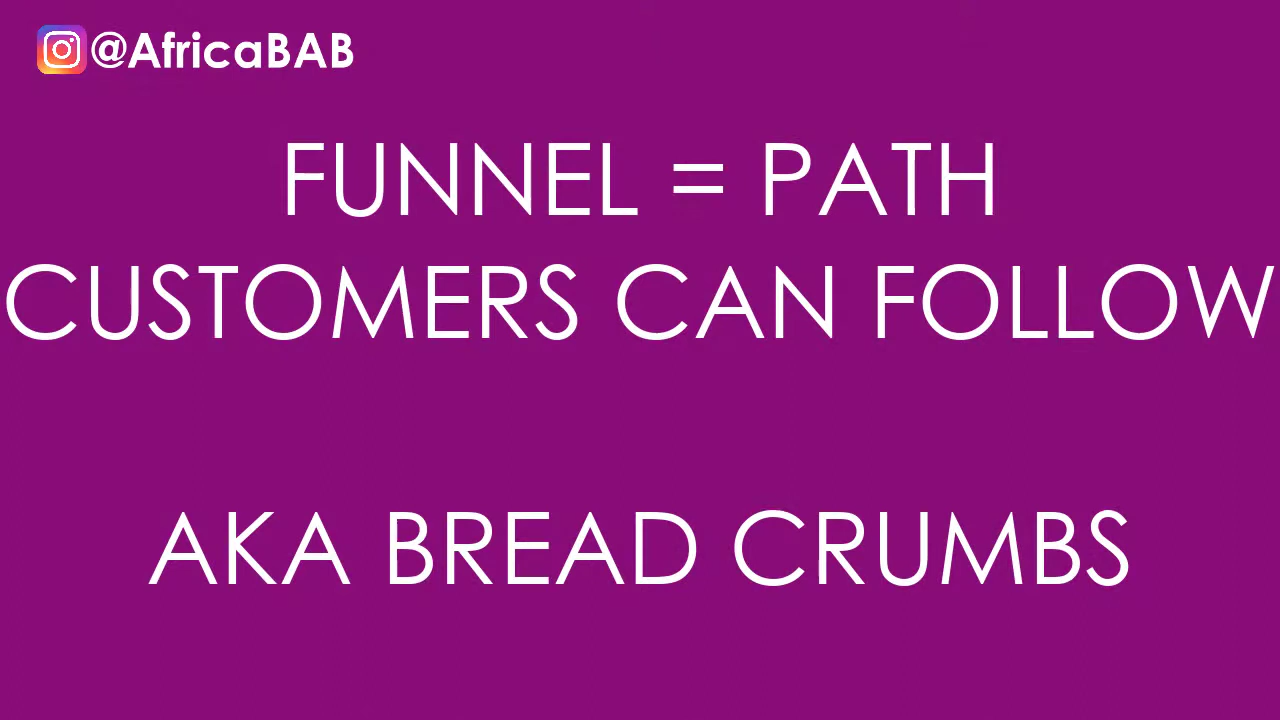 @AfricaBAB
FUNNEL = PATH
CUSTOMERS CAN FOLLOW
AKA BREAD CRUMBS